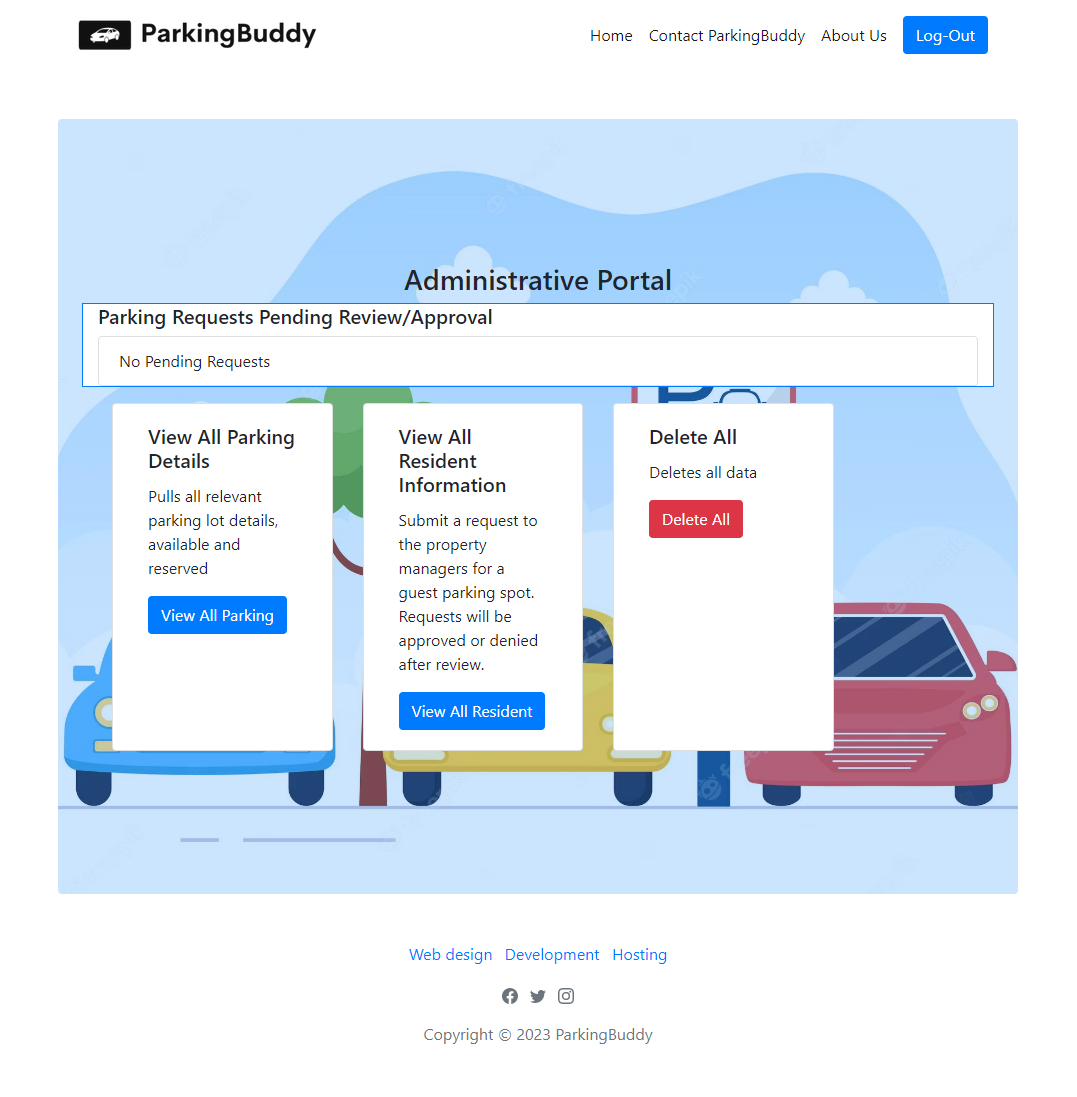 ParkingBuddy
Home Contact ParkingBuddy About Us Log-Out
Administrative Portal
Parking Requests Pending Review/Approval
No Pending Requests
View All Parking
Details
Pulls all relevant
parking lot details,
available and
reserved
View All Parking
View All
Resident
Information
Submit a request to
the property
managers for a
guest parking spot.
Requests will be
approved or denied
after review.
View All Resident
Delete All
Deletes all data
Delete All
Web design Development Hosting
Copyright © 2023 ParkingBuddy